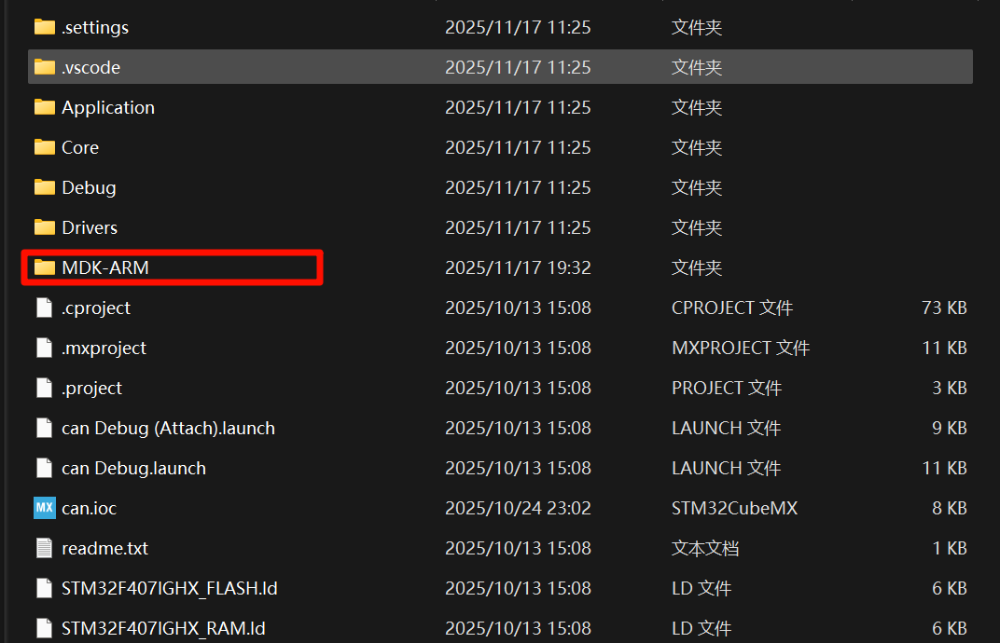 .settings 2025/11/17 11:25 文件夹
.vscode 2025/11/17 11:25 文件夹
Application 2025/11/17 11:25 文件夹
Core 2025/11/17 11:25 文件夹
Debug 2025/11/17 11:25 文件夹
Drivers 2025/11/17 11:25 文件夹
MDK-ARM 2025/11/17 19:32 文件夹
.cproject 2025/10/13 15:08 CPROJECT 文件 73 KB
.mxproject 2025/10/13 15:08 MXPROJECT 文件 11 KB
.project 2025/10/13 15:08 PROJECT 文件 3 KB
can Debug (Attach).launch 2025/10/13 15:08 LAUNCH 文件 9 KB
can Debug.launch 2025/10/13 15:08 LAUNCH 文件 11 KB
MX can.ioc 2025/10/24 23:02 STM32CubeMX 8 KB
readme.txt 2025/10/13 15:08 文本文档 1 KB
STM32F407IGHX_FLASH.ld 2025/10/13 15:08 LD 文件 6 KB
STM32F407IGHX_RAM.ld 2025/10/13 15:08 LD 文件 6 KB